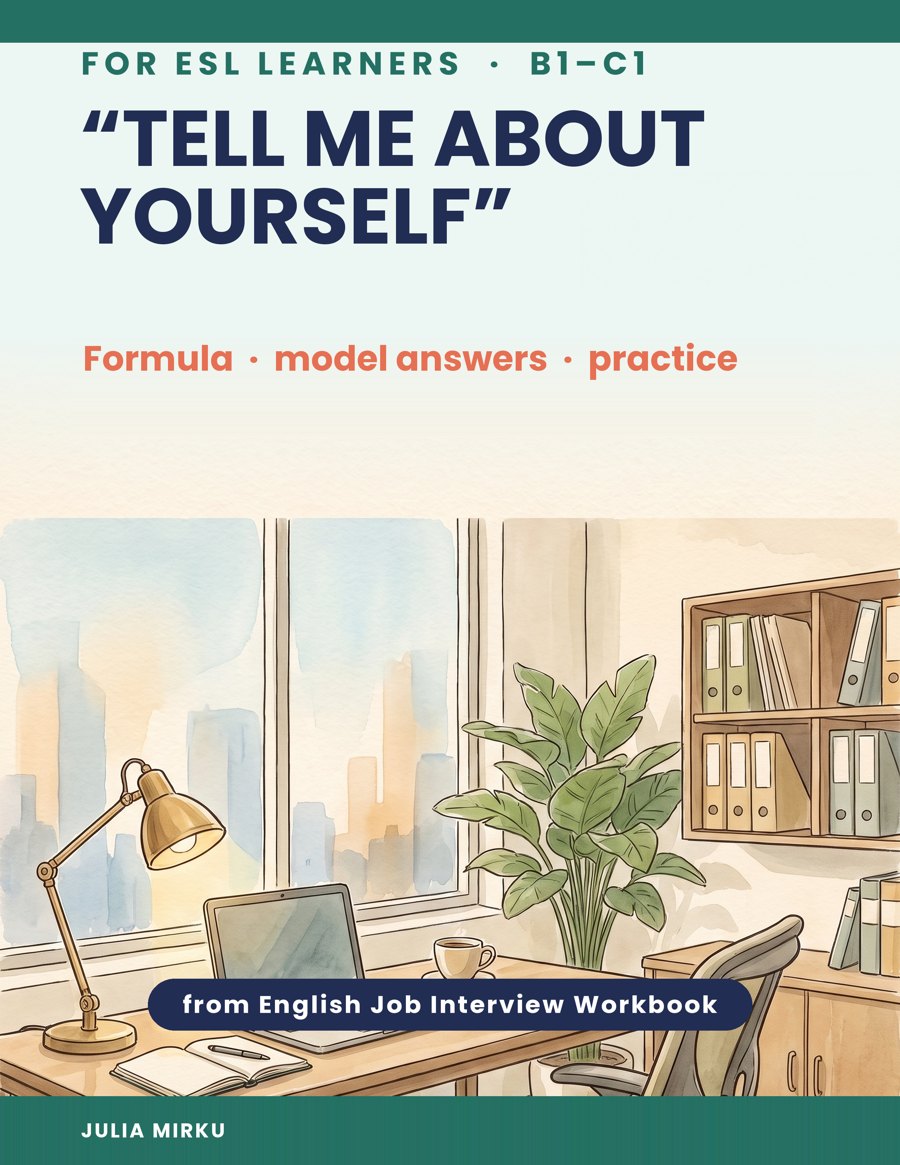 FOR ESL LEARNERS · B1–C1
“TELL ME ABOUT
YOURSELF”
Formula · model answers · practice
from English Job Interview Workbook
JULIA MIRKU